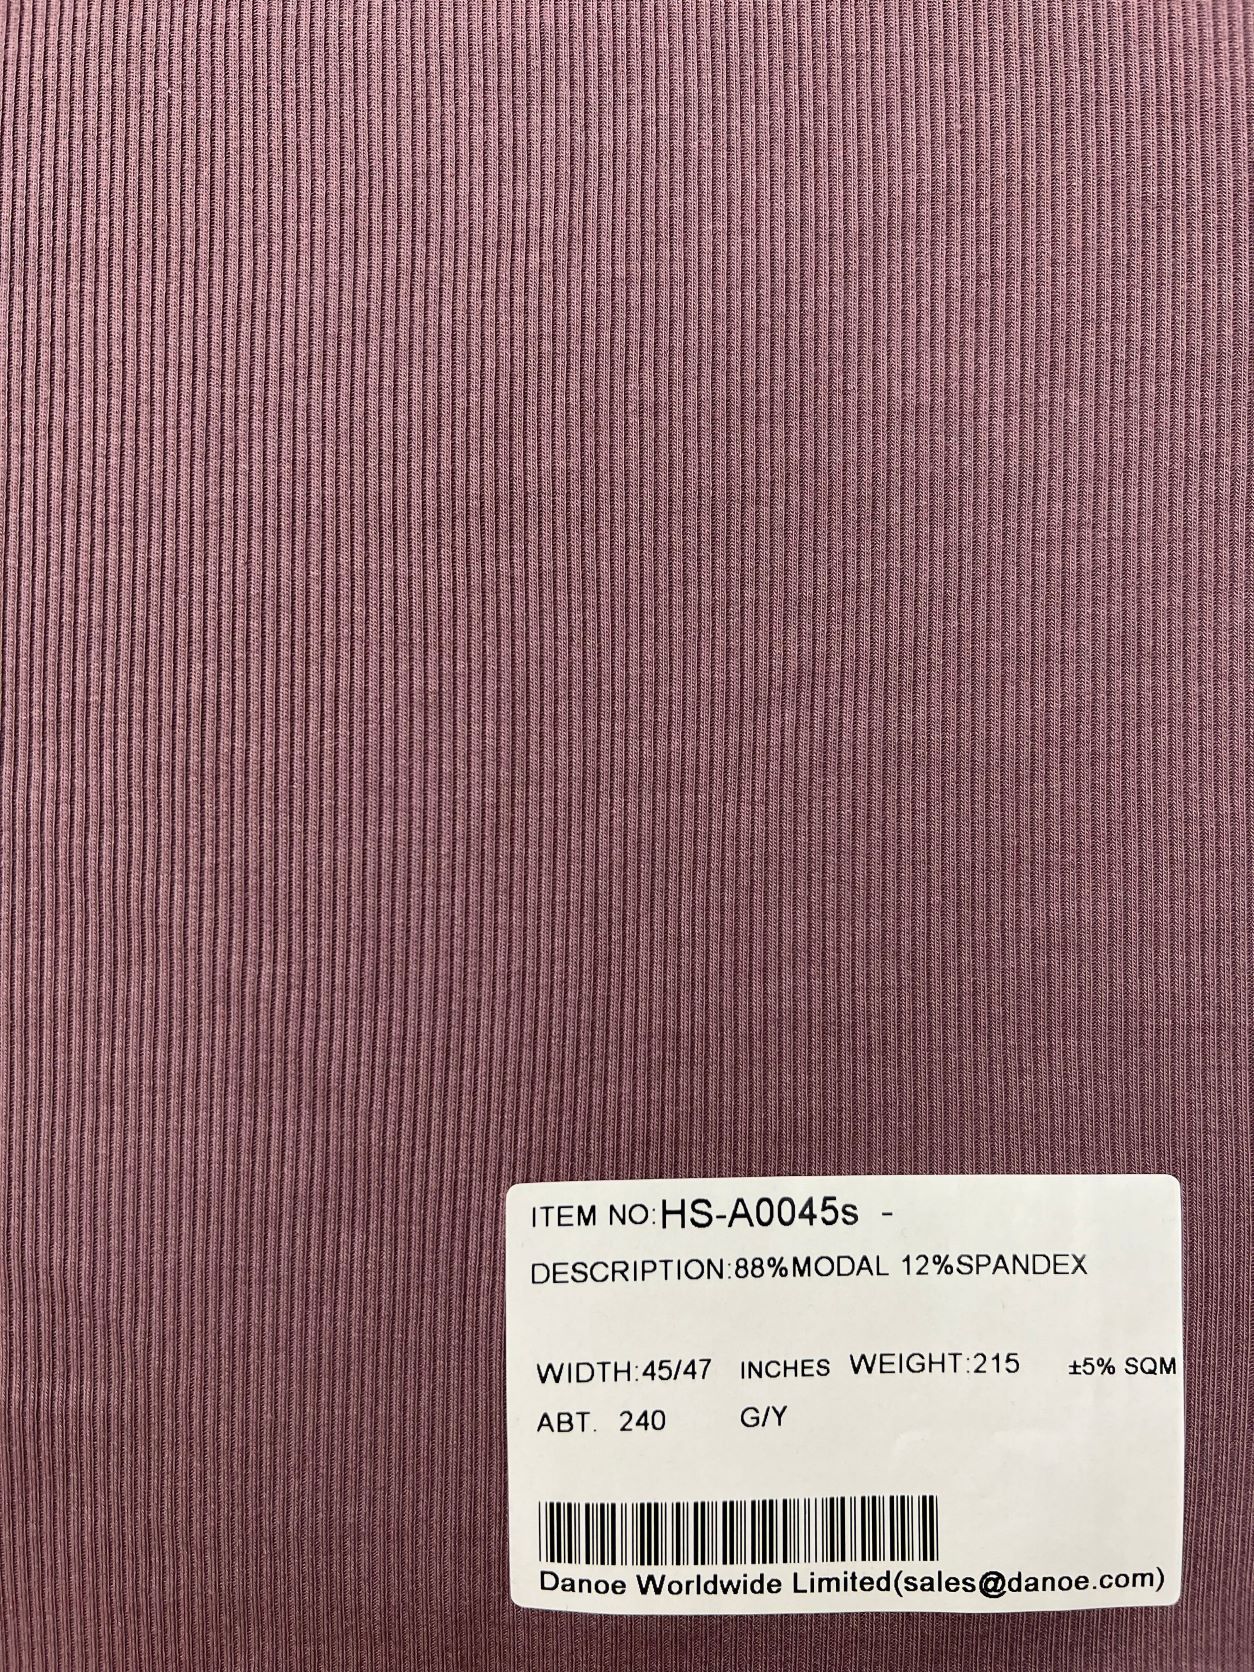 ITEM NO:HS-A0045s -
DESCRIPTION:88%MODAL 12%SPANDEX
WIDTH:45/47 INCHES WEIGHT:215 ±5% SQM
ABT. 240 G/Y
Danoe Worldwide Limited(sales@danoe.com)